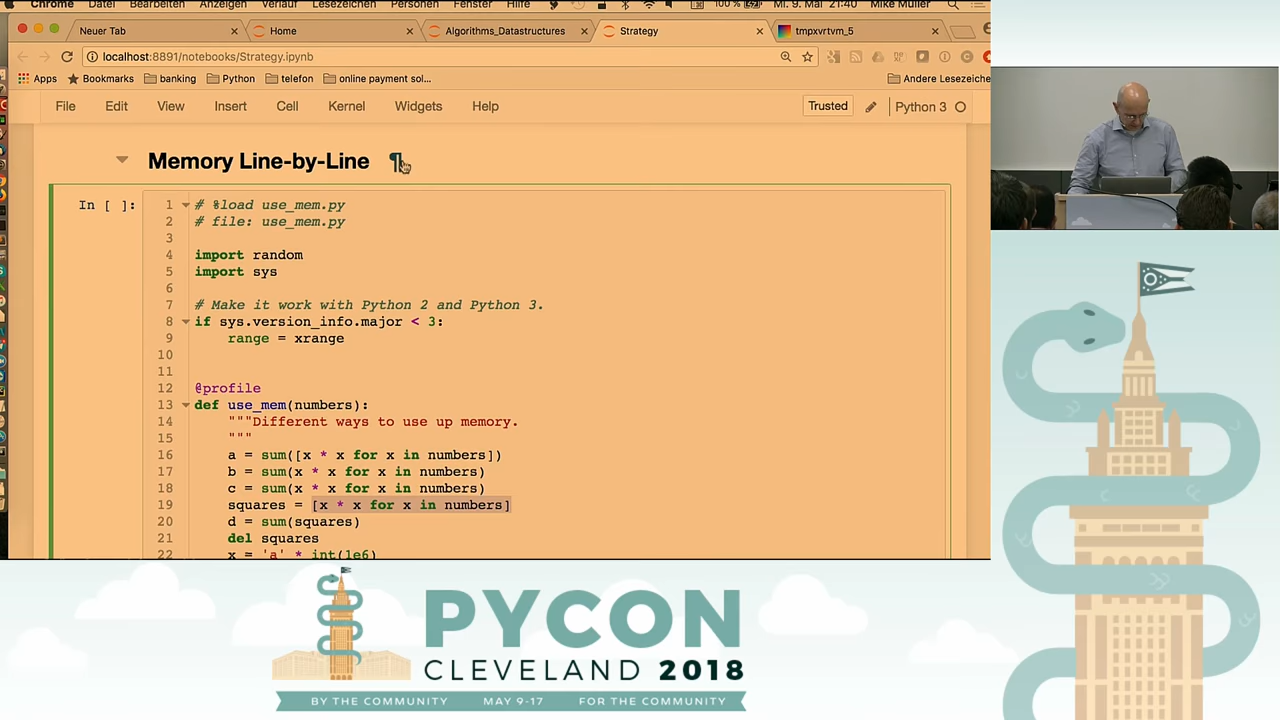 Chrome Datei Bearbeiten Anzeigen Verlauf Lesezeichen Personen Fenster Hilfe 100 % Mi. 9. Mai 21:40 Mike Müller
Neuer Tab Home Algorithms_Datastructures Strategy tmpxvrtvm_5
localhost:8891/notebooks/Strategy.ipynb
Apps Bookmarks banking Python telefon online payment sol... Andere Lesezeiche
File Edit View Insert Cell Kernel Widgets Help Trusted Python 3
Memory Line-by-Line ¶
In [ ]: 1 # %load use_mem.py
2 # file: use_mem.py
3
4 import random
5 import sys
6
7 # Make it work with Python 2 and Python 3.
8 if sys.version_info.major < 3:
9 range = xrange
10
11
12 @profile
13 def use_mem(numbers):
14 """Different ways to use up memory.
15 """
16 a = sum([x * x for x in numbers])
17 b = sum(x * x for x in numbers)
18 c = sum(x * x for x in numbers)
19 squares = [x * x for x in numbers]
20 d = sum(squares)
21 del squares
22 x = 'a' * int(1e6)
PYCON
CLEVELAND 2018
BY THE COMMUNITY MAY 9-17 FOR THE COMMUNITY